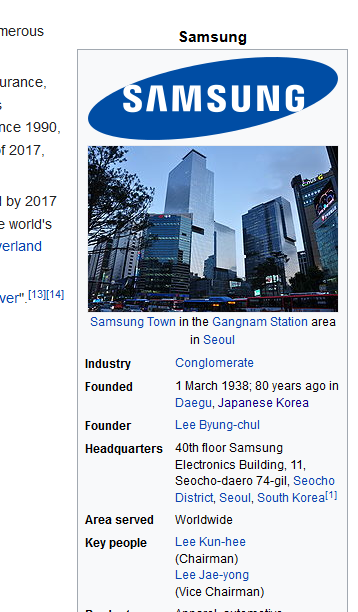 merous
Samsung
urance,
s
nce 1990,
of 2017,
SAMSUNG
by 2017
e world's
verland
ver".[13][14]
Samsung Town in the Gangnam Station area
in Seoul
Industry Conglomerate
Founded 1 March 1938; 80 years ago in
Daegu, Japanese Korea
Founder Lee Byung-chul
Headquarters 40th floor Samsung
Electronics Building, 11,
Seocho-daero 74-gil, Seocho
District, Seoul, South Korea[1]
Area served Worldwide
Key people Lee Kun-hee
(Chairman)
Lee Jae-yong
(Vice Chairman)